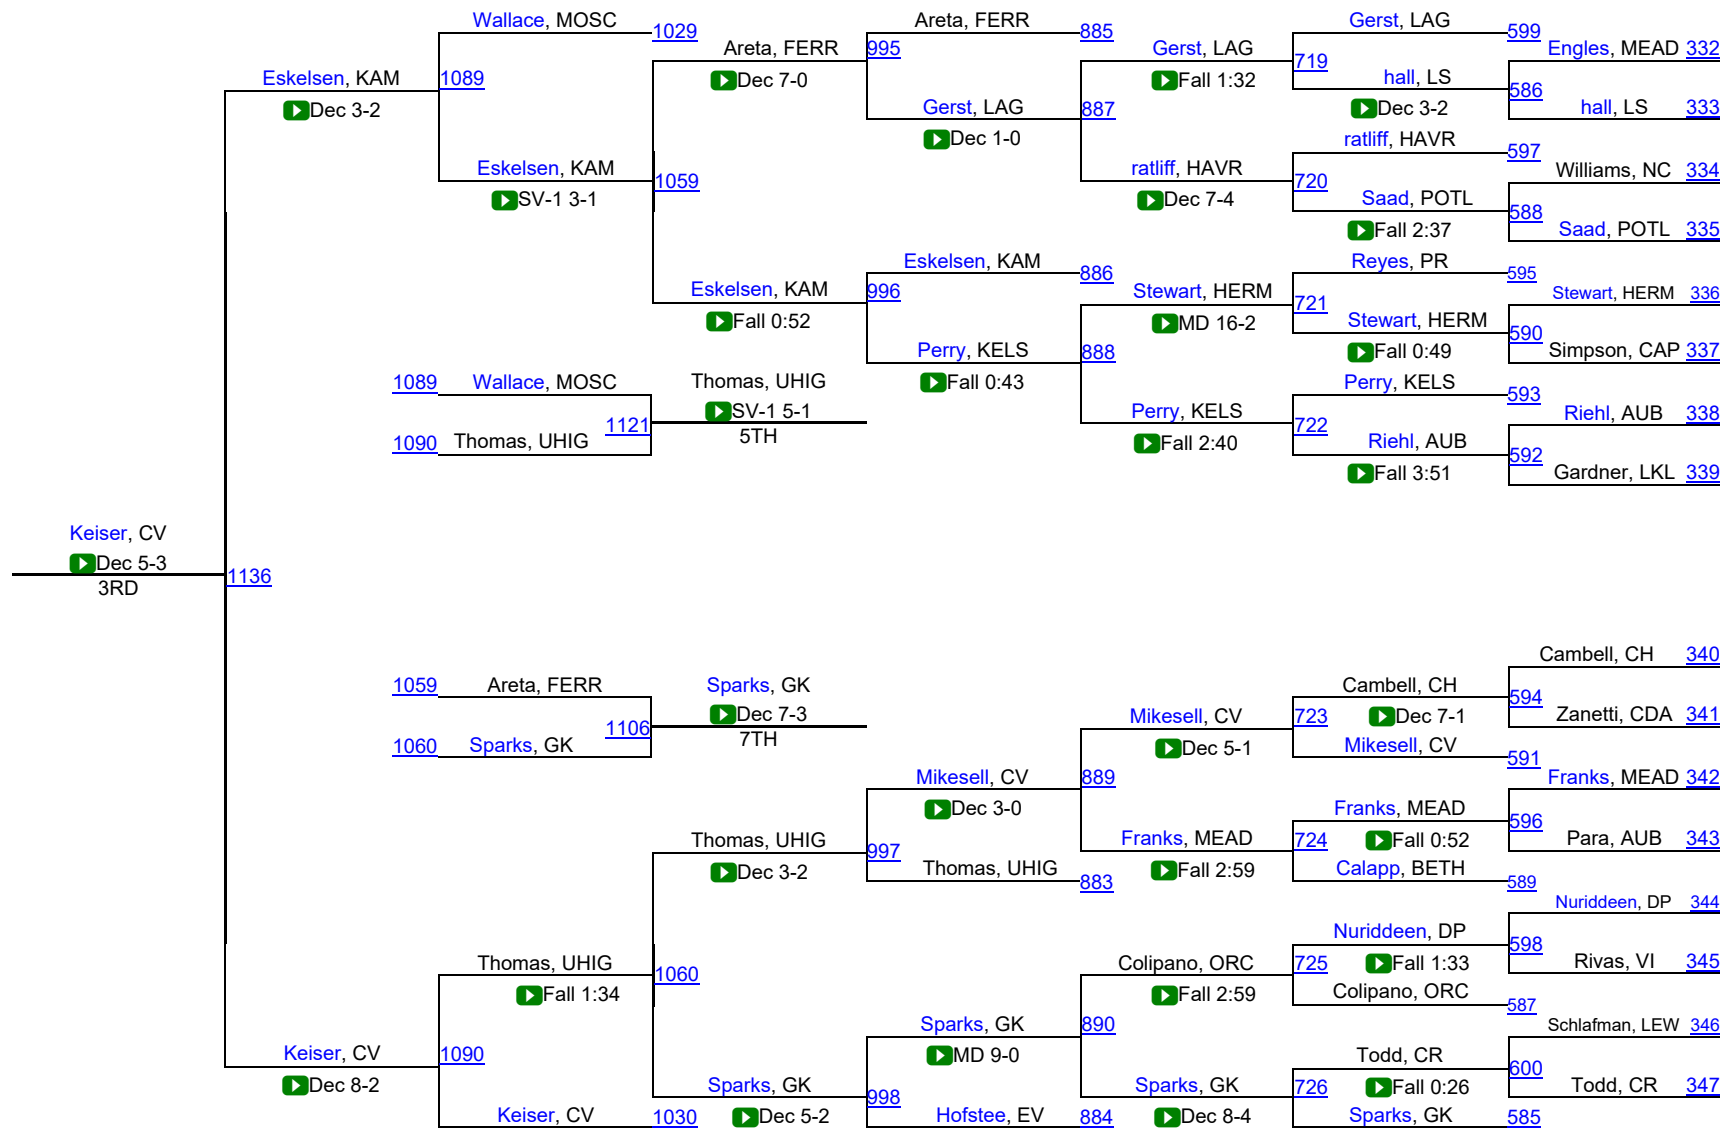 Wallace, MOSC
Areta, FERR
Gerst, LAG
1029
885
599
Areta, FERR
995
Gerst, LAG
Engles, MEAD 332
Eskelsen, KAM
1089
Dec 7-0
719
hall, LS
Fall 1:32
586
Dec 3-2
Gerst, LAG
887
Dec 3-2
hall, LS 333
Dec 1-0
ratliff, HAVR
597
Eskelsen, KAM
1059
ratliff, HAVR
720
Williams, NC 334
SV-1 3-1
Dec 7-4
Saad, POTL
588
Fall 2:37
Saad, POTL 335
Eskelsen, KAM
886
Reyes, PR
595
Eskelsen, KAM
996
Stewart, HERM
721
Stewart, HERM 336
Fall 0:52
MD 16-2
Stewart, HERM
590
Perry, KELS
888
Fall 0:49
Simpson, CAP 337
1089 Wallace, MOSC
Thomas, UHIG
Fall 0:43
Perry, KELS
593
SV-1 5-1
Perry, KELS
722
Riehl, AUB 338
1121
5TH
1090 Thomas, UHIG
Fall 2:40
Riehl, AUB
592
Fall 3:51
Gardner, LKL 339
Keiser, CV
Dec 5-3
3RD
1136
Cambell, CH 340
1059 Areta, FERR
Sparks, GK
Cambell, CH
594
Dec 7-3
Mikesell, CV
723
Dec 7-1
Zanetti, CDA 341
1106
7TH
1060 Sparks, GK
Dec 5-1
Mikesell, CV
591
Mikesell, CV
889
Franks, MEAD 342
Dec 3-0
Franks, MEAD
596
Thomas, UHIG
997
Franks, MEAD
724
Fall 0:52
Para, AUB 343
Dec 3-2
Thomas, UHIG
883
Fall 2:59
Calapp, BETH
589
Nuriddeen, DP 344
Nuriddeen, DP
598
Thomas, UHIG
1060
Colipano, ORC
725
Fall 1:33
Rivas, VI 345
Fall 1:34
Fall 2:59
Colipano, ORC
587
Sparks, GK
890
Schlafman, LEW 346
Keiser, CV
1090
MD 9-0
Todd, CR
600
Dec 8-2
Sparks, GK
998
Sparks, GK
726
Fall 0:26
Todd, CR 347
Keiser, CV
1030
Dec 5-2
Hofstee, EV
884
Dec 8-4
Sparks, GK
585